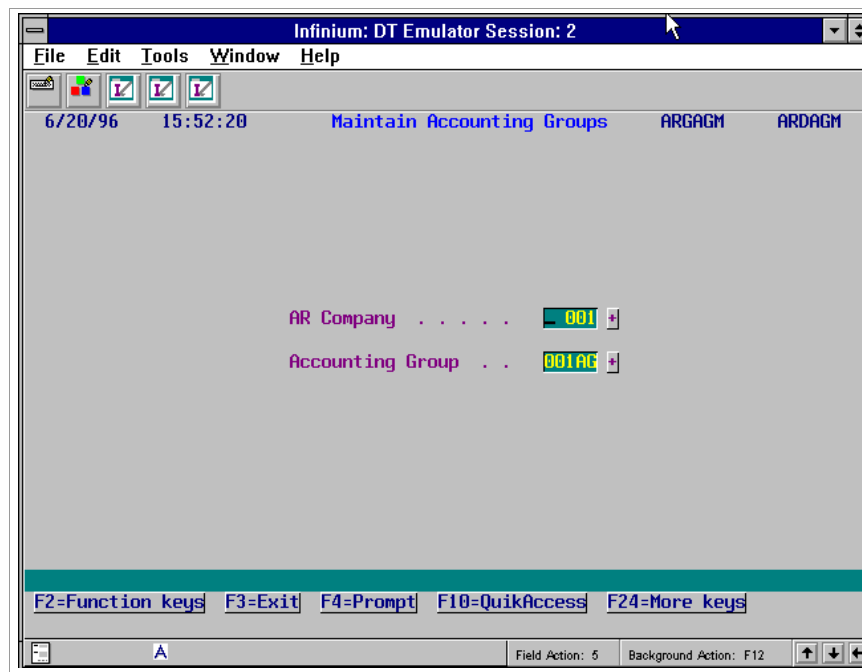 Infinium: DT Emulator Session: 2
File Edit Tools Window Help
6/20/96 15:52:20 Maintain Accounting Groups ARGAGM ARDAGM
AR Company . . . . . _ 001 +
Accounting Group . . 001AG +
F2=Function keys F3=Exit F4=Prompt F10=QuikAccess F24=More keys
A Field Action: 5 Background Action: F12